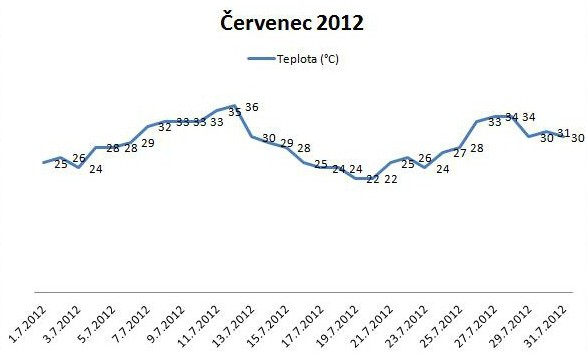 Červenec 2012
Teplota (°C)
25 26 24 28 28 29 32 33 33 33 35 36 30 29 28 25 24 24 22 22 25 26 24 27 28 33 34 34 30 31 30
1.7.2012 3.7.2012 5.7.2012 7.7.2012 9.7.2012 11.7.2012 13.7.2012 15.7.2012 17.7.2012 19.7.2012 21.7.2012 23.7.2012 25.7.2012 27.7.2012 29.7.2012 31.7.2012